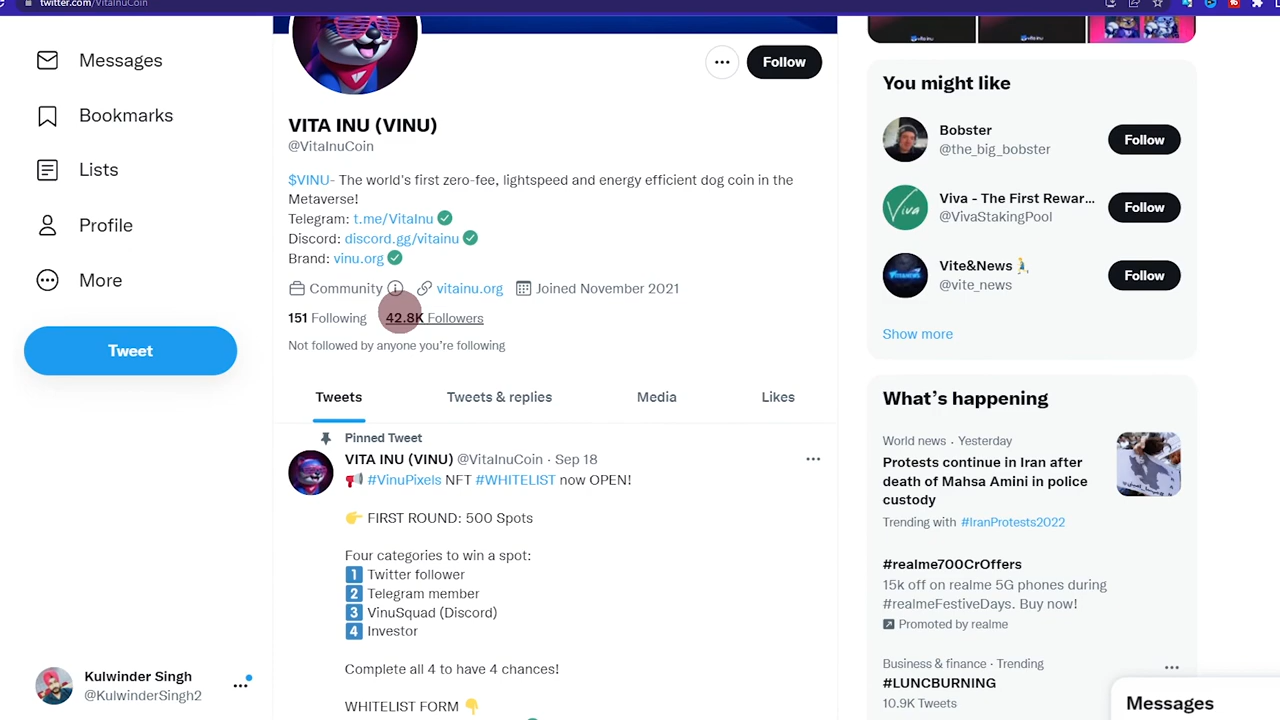 twitter.com/VitaInuCoin
Messages
Bookmarks
Lists
Profile
More
Tweet
Kulwinder Singh
@KulwinderSingh2
Follow
VITA INU (VINU)
@VitaInuCoin
$VINU- The world's first zero-fee, lightspeed and energy efficient dog coin in the
Metaverse!
Telegram: t.me/VitaInu
Discord: discord.gg/vitainu
Brand: vinu.org
Community vitainu.org Joined November 2021
151 Following 42.8K Followers
Not followed by anyone you're following
Tweets Tweets & replies Media Likes
Pinned Tweet
VITA INU (VINU) @VitaInuCoin · Sep 18
📢 #VinuPixels NFT #WHITELIST now OPEN!
👉 FIRST ROUND: 500 Spots
Four categories to win a spot:
1️⃣ Twitter follower
2️⃣ Telegram member
3️⃣ VinuSquad (Discord)
4️⃣ Investor
Complete all 4 to have 4 chances!
WHITELIST FORM 👇
You might like
Bobster
@the_big_bobster
Follow
Viva
Viva - The First Rewar...
@VivaStakingPool
Follow
Vite&News
@vite_news
Follow
Show more
What's happening
World news · Yesterday
Protests continue in Iran after
death of Mahsa Amini in police
custody
Trending with #IranProtests2022
#realme700CrOffers
15k off on realme 5G phones during
#realmeFestiveDays. Buy now!
Promoted by realme
Business & finance · Trending
#LUNCBURNING
10.9K Tweets
Messages